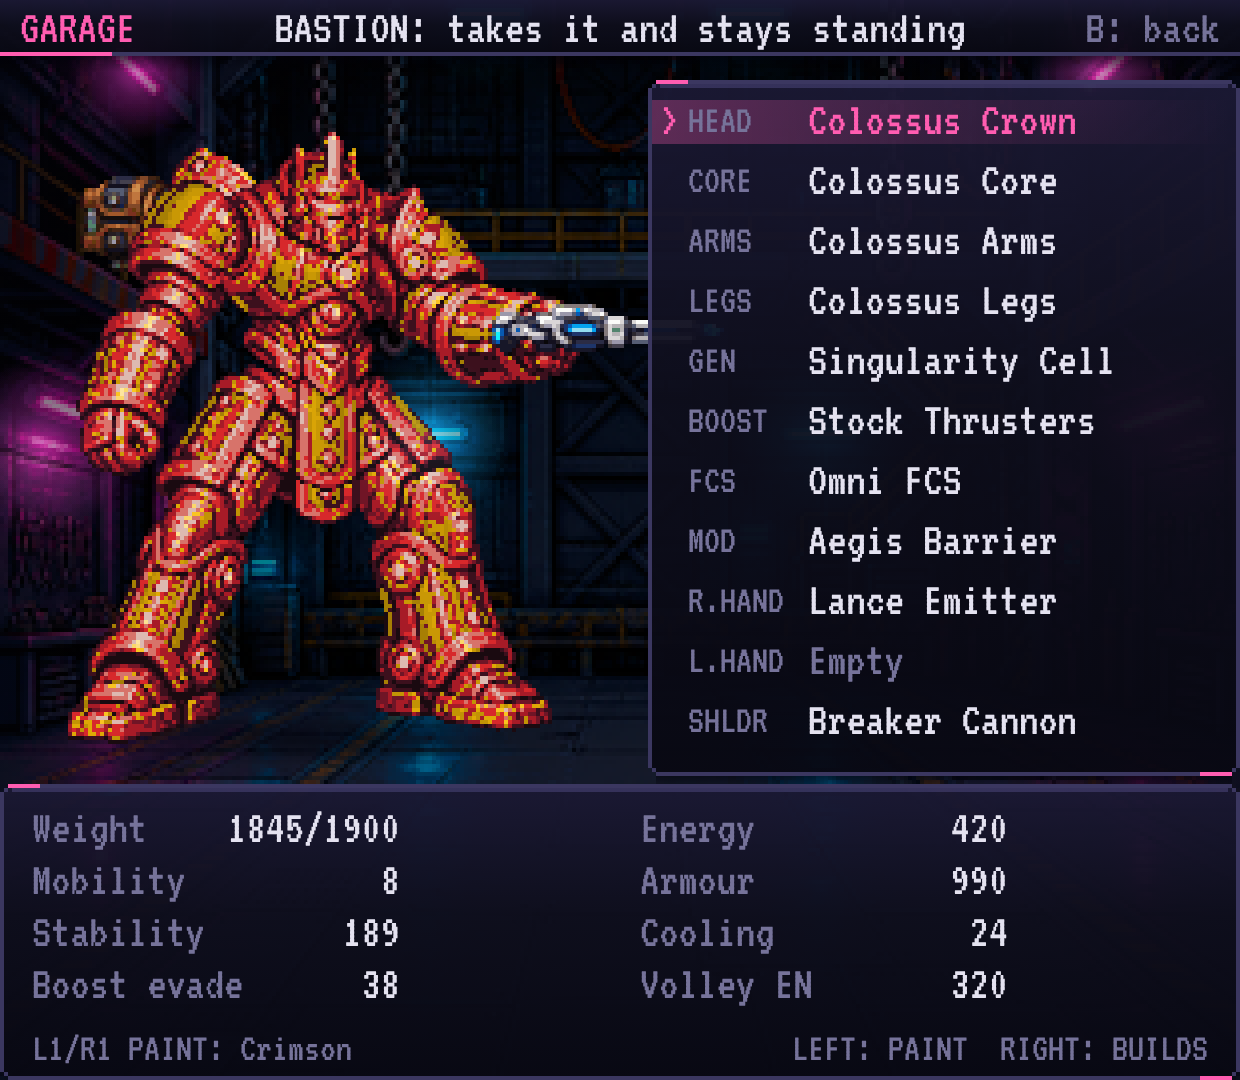 GARAGE BASTION: takes it and stays standing B: back
HEAD Colossus Crown
CORE Colossus Core
ARMS Colossus Arms
LEGS Colossus Legs
GEN Singularity Cell
BOOST Stock Thrusters
FCS Omni FCS
MOD Aegis Barrier
R.HAND Lance Emitter
L.HAND Empty
SHLDR Breaker Cannon
Weight 1845/1900 Energy 420
Mobility 8 Armour 990
Stability 189 Cooling 24
Boost evade 38 Volley EN 320
L1/R1 PAINT: Crimson LEFT: PAINT RIGHT: BUILDS